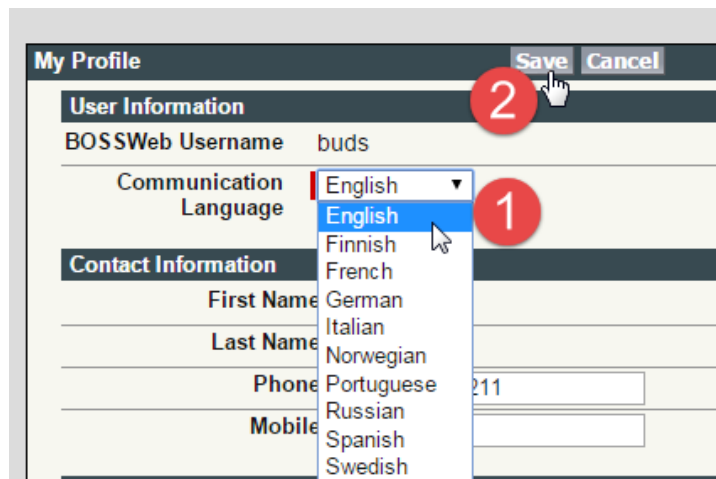 My Profile Save Cancel
2
User Information
BOSSWeb Username buds
Communication English
Language
1
English
Finnish
Contact Information
French
First Name German
Italian
Last Name
Norwegian
Phone Portuguese 211
Russian
Mobile
Spanish
Swedish